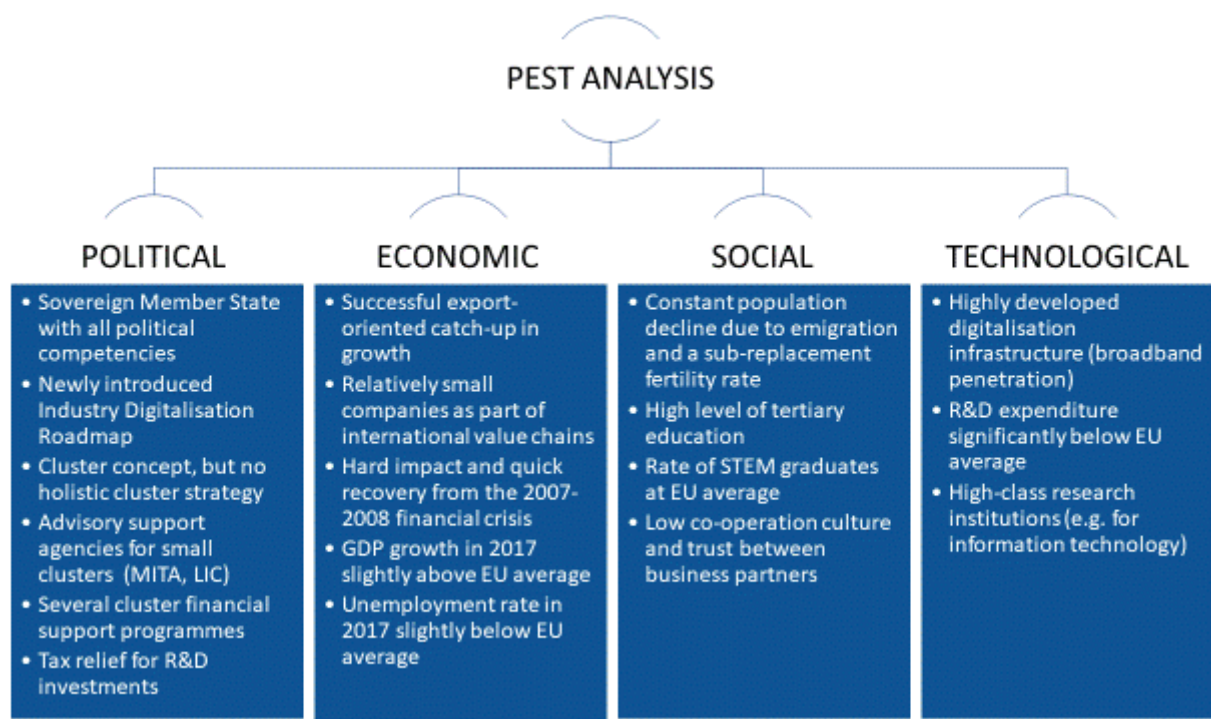 PEST ANALYSIS
POLITICAL
• Sovereign Member State
with all political
competencies
• Newly introduced
Industry Digitalisation
Roadmap
• Cluster concept, but no
holistic cluster strategy
• Advisory support
agencies for small
clusters (MITA, LIC)
• Several cluster financial
support programmes
• Tax relief for R&D
investments
ECONOMIC
• Successful export-
oriented catch-up in
growth
• Relatively small
companies as part of
international value chains
• Hard impact and quick
recovery from the 2007-
2008 financial crisis
• GDP growth in 2017
slightly above EU average
• Unemployment rate in
2017 slightly below EU
average
SOCIAL
• Constant population
decline due to emigration
and a sub-replacement
fertility rate
• High level of tertiary
education
• Rate of STEM graduates
at EU average
• Low co-operation culture
and trust between
business partners
TECHNOLOGICAL
• Highly developed
digitalisation
infrastructure (broadband
penetration)
• R&D expenditure
significantly below EU
average
• High-class research
institutions (e.g. for
information technology)